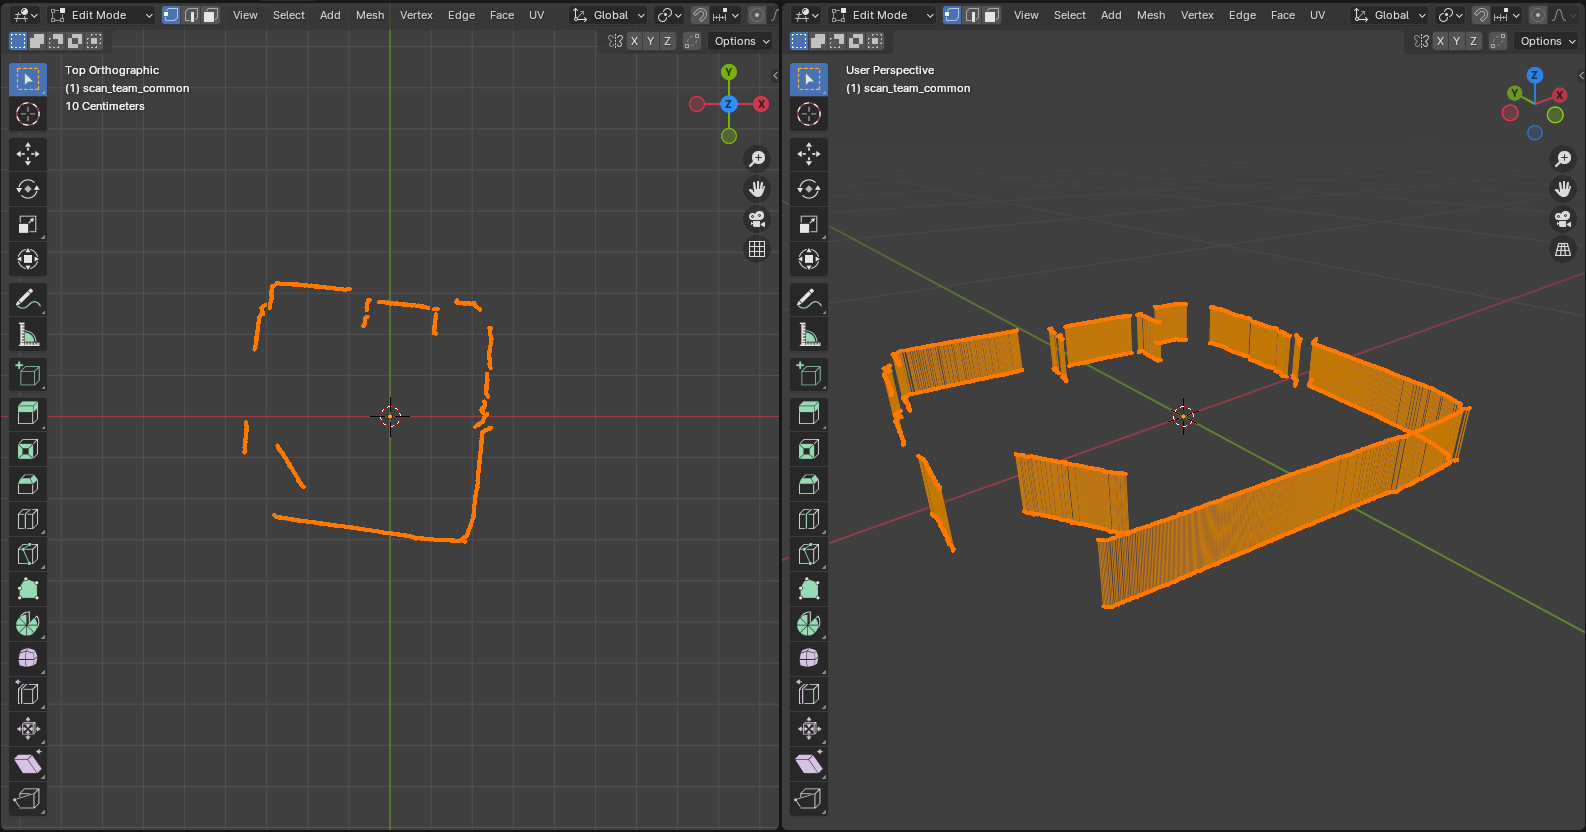 Edit Mode View Select Add Mesh Vertex Edge Face UV Global
X Y Z Options
Top Orthographic
(1) scan_team_common
10 Centimeters
Y
Z X
Edit Mode View Select Add Mesh Vertex Edge Face UV Global
X Y Z Options
User Perspective
(1) scan_team_common
Z
Y X